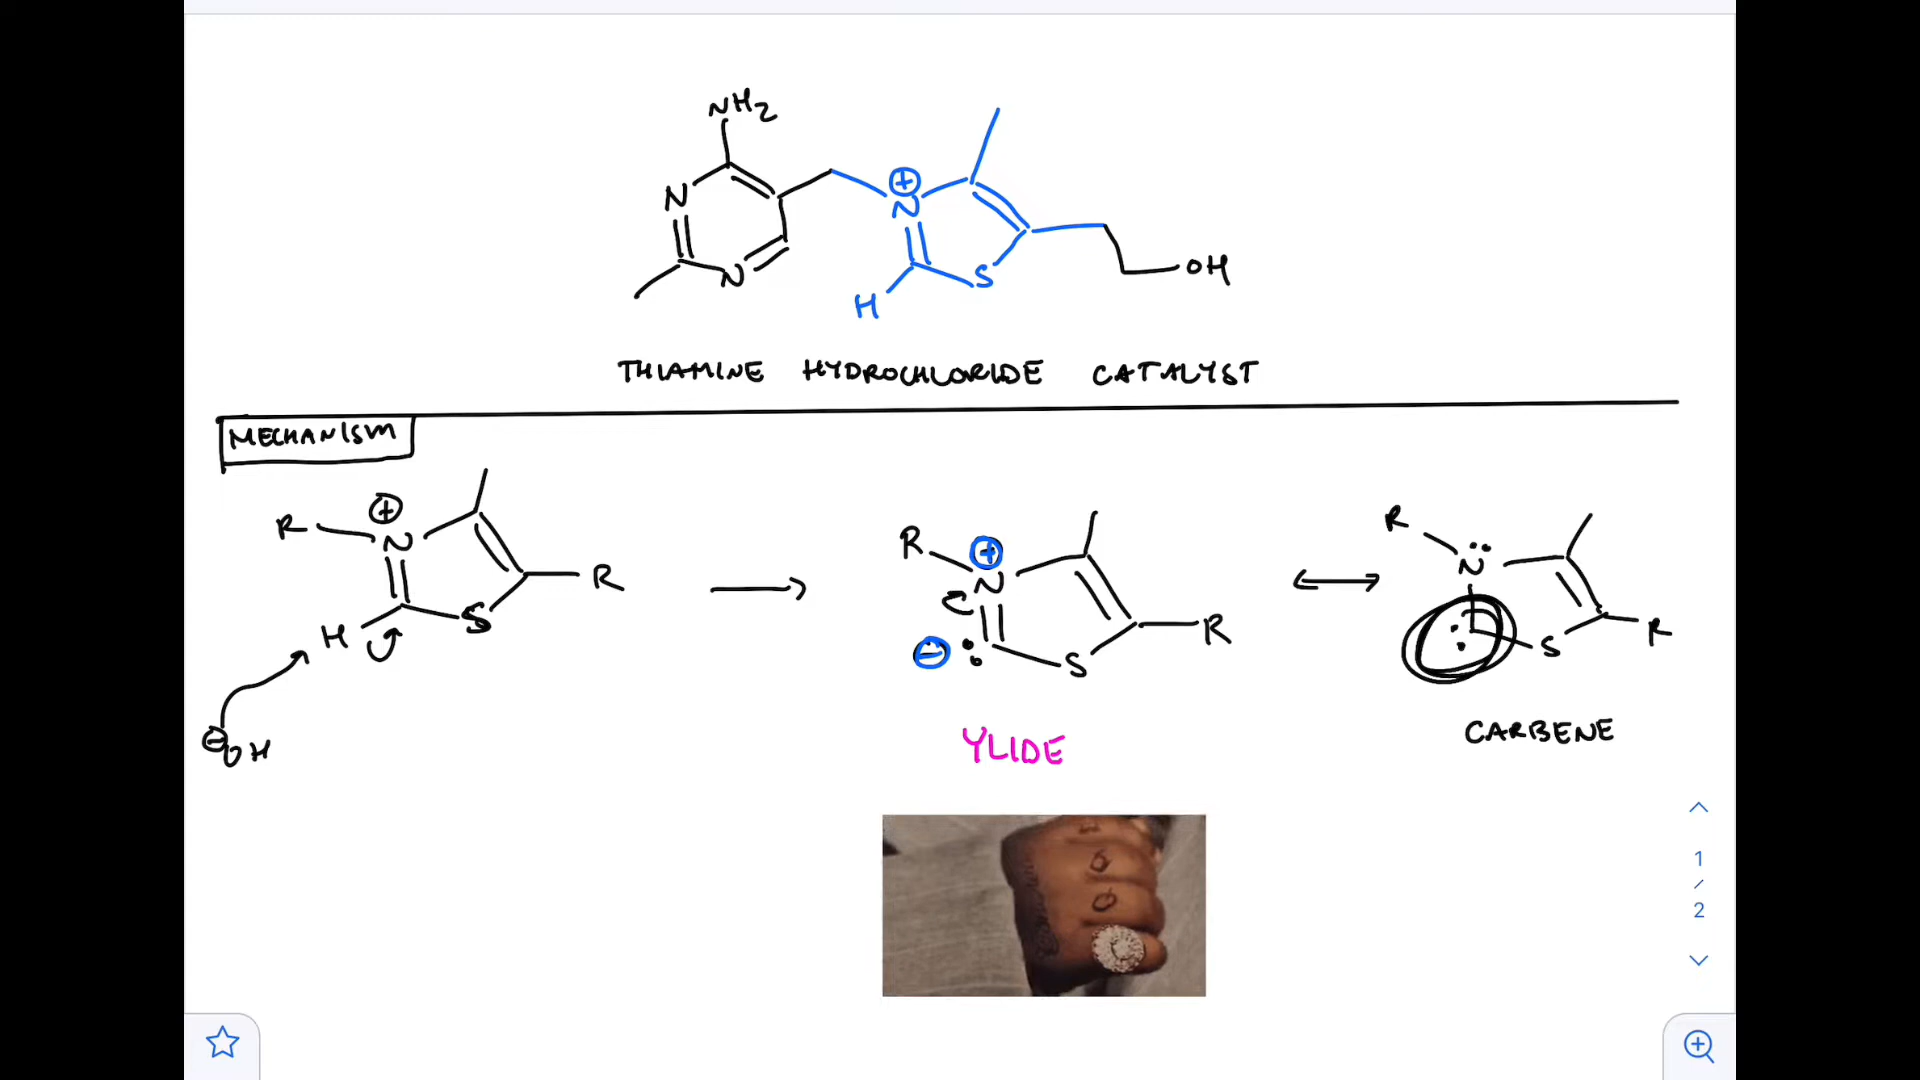 NH2
N
N
⊕
N
S
H
OH
THIAMINE HYDROCHLORIDE CATALYST
MECHANISM
R
⊕
N
R
S
H
⊖OH
R
⊕
N
⊖
S
R
YLIDE
R
N
S
R
CARBENE
1
/
2